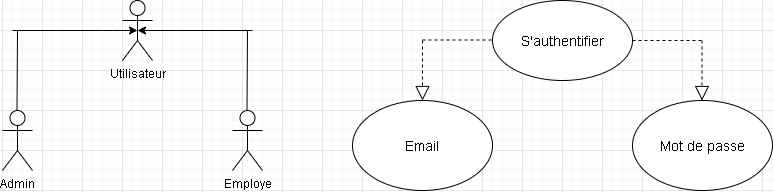 S'authentifier
Utilisateur
Email
Mot de passe
Admin
Employe